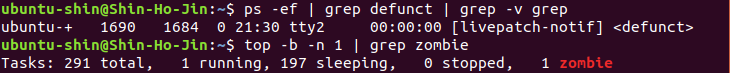 ubuntu-shin@Shin-Ho-Jin:~$ ps -ef | grep defunct | grep -v grep
ubuntu-+  1690  1684  0 21:30 tty2     00:00:00 [livepatch-notif] <defunct>
ubuntu-shin@Shin-Ho-Jin:~$ top -b -n 1 | grep zombie
Tasks: 291 total,   1 running, 197 sleeping,   0 stopped,   1 zombie